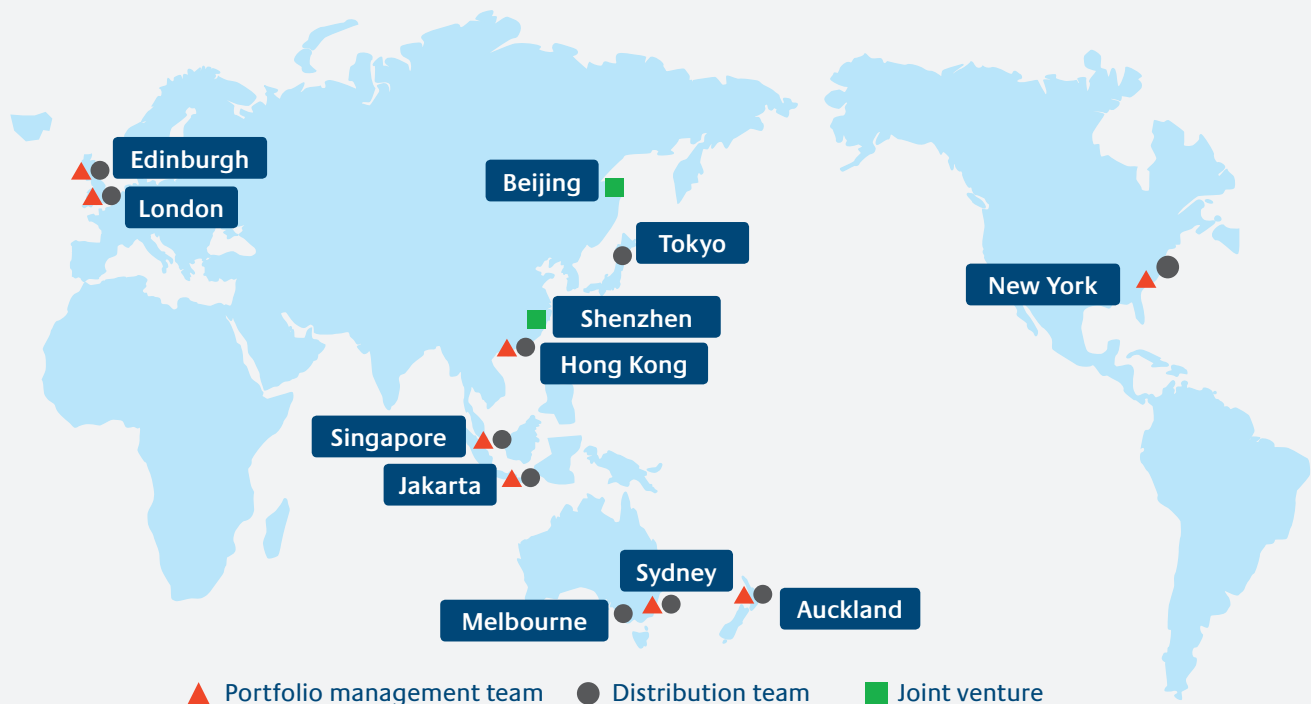 Edinburgh
London
Beijing
Tokyo
New York
Shenzhen
Hong Kong
Singapore
Jakarta
Sydney
Auckland
Melbourne
Portfolio management team
Distribution team
Joint venture